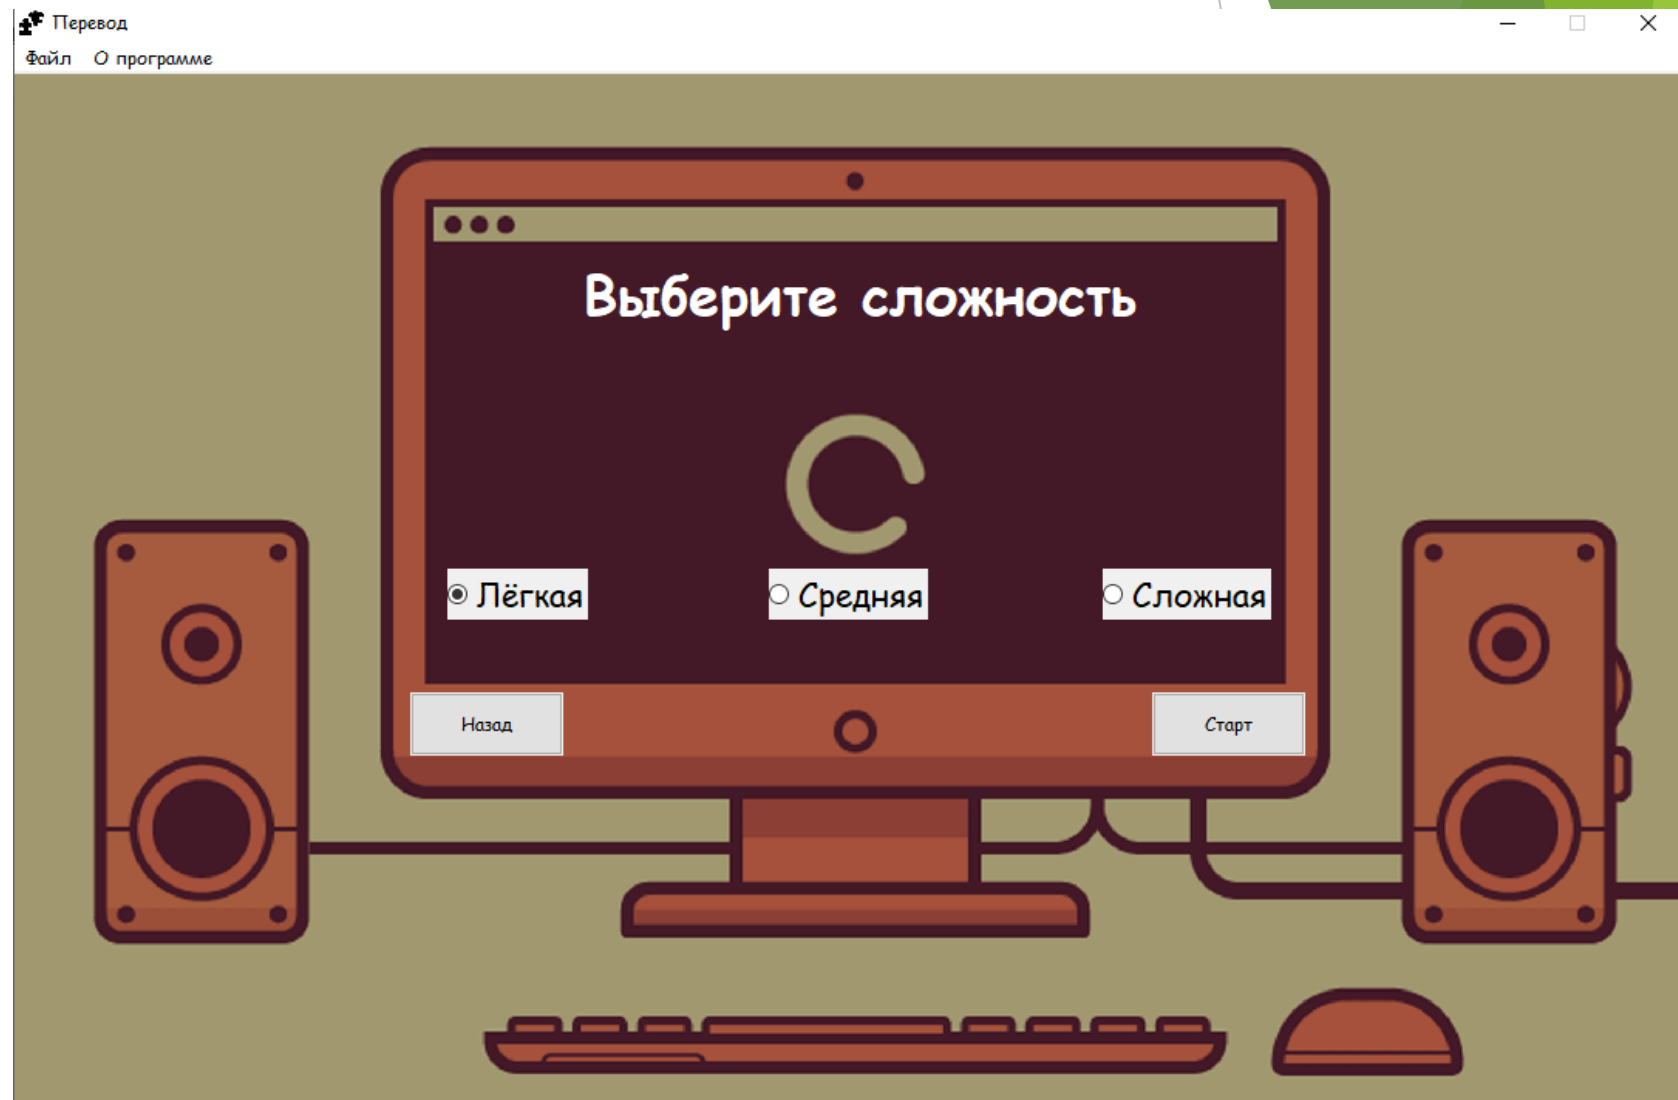 Перевод
Файл О программе
Выберите сложность
Лёгкая Средняя Сложная
Назад Старт